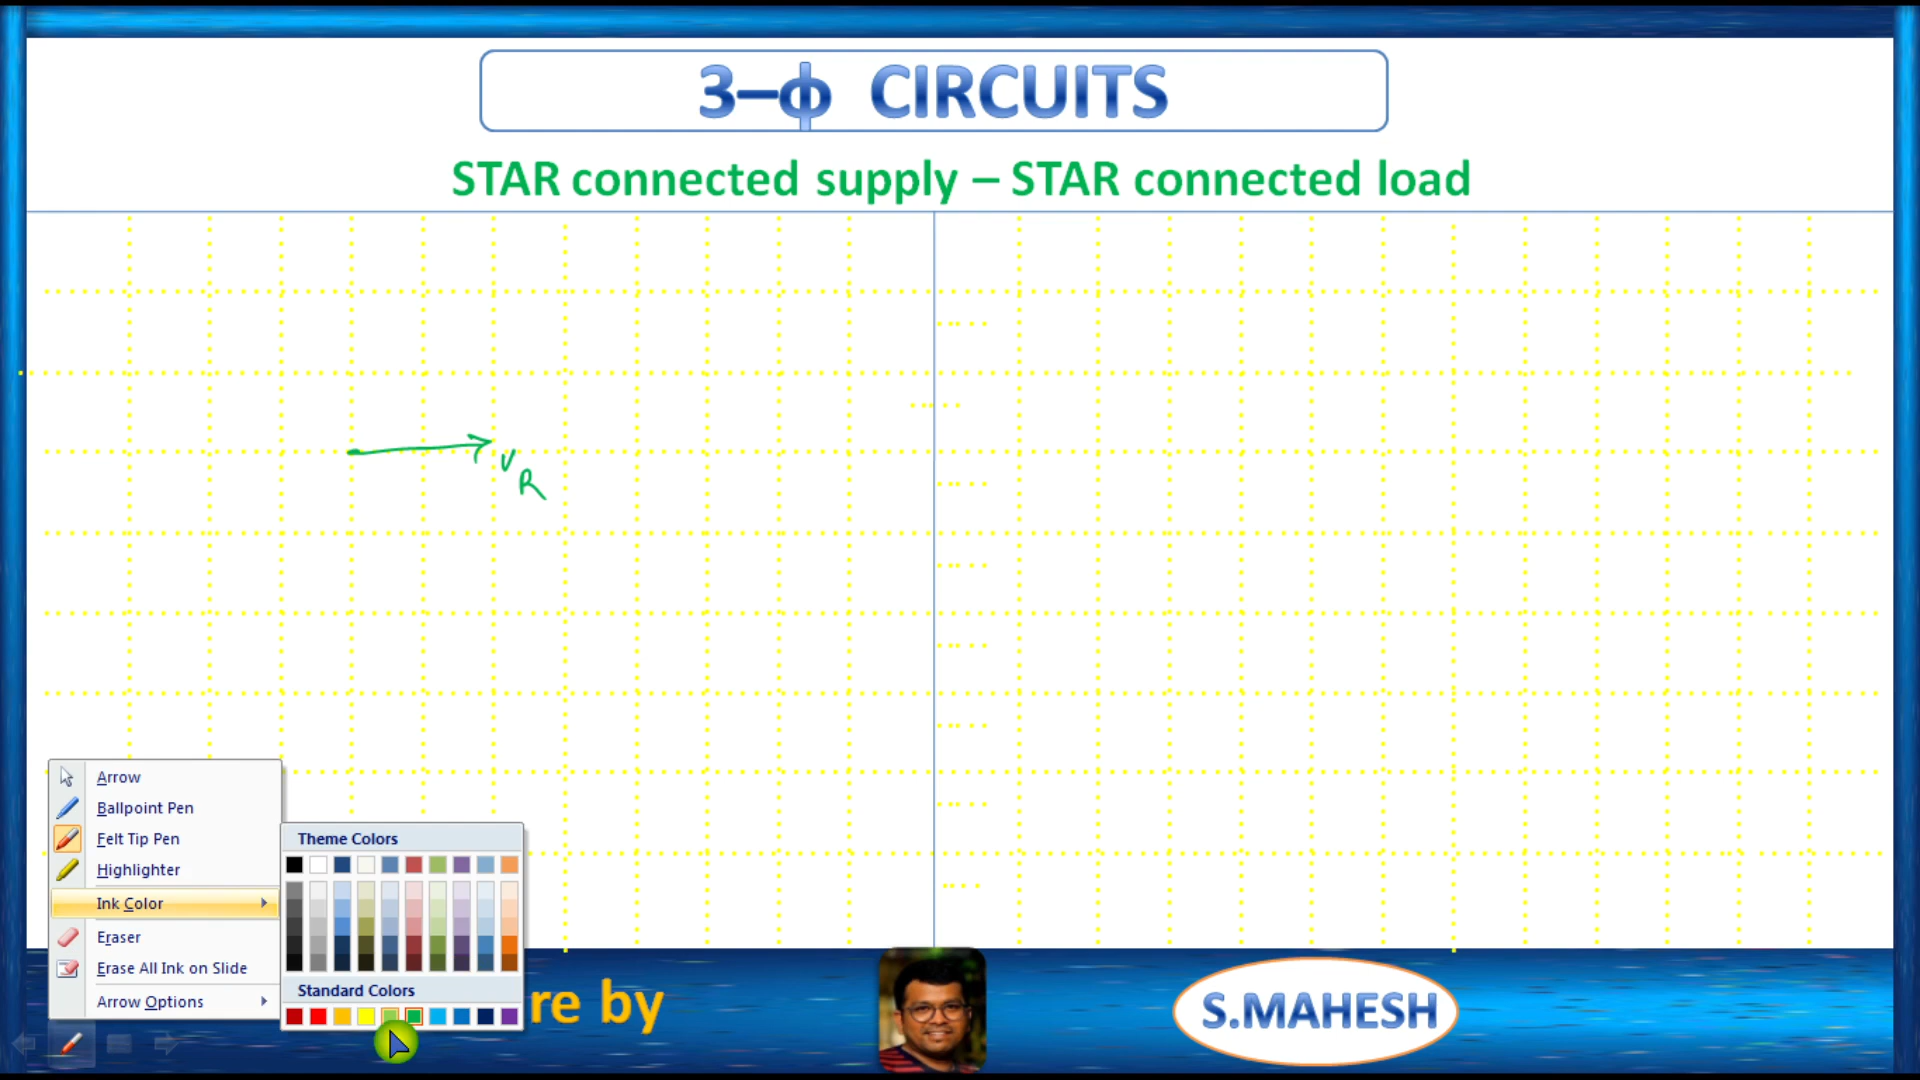 3–ф CIRCUITS
STAR connected supply – STAR connected load
V R
Arrow
Ballpoint Pen
Felt Tip Pen
Highlighter
Ink Color
Eraser
Erase All Ink on Slide
Arrow Options
Theme Colors
Standard Colors
re by
S.MAHESH